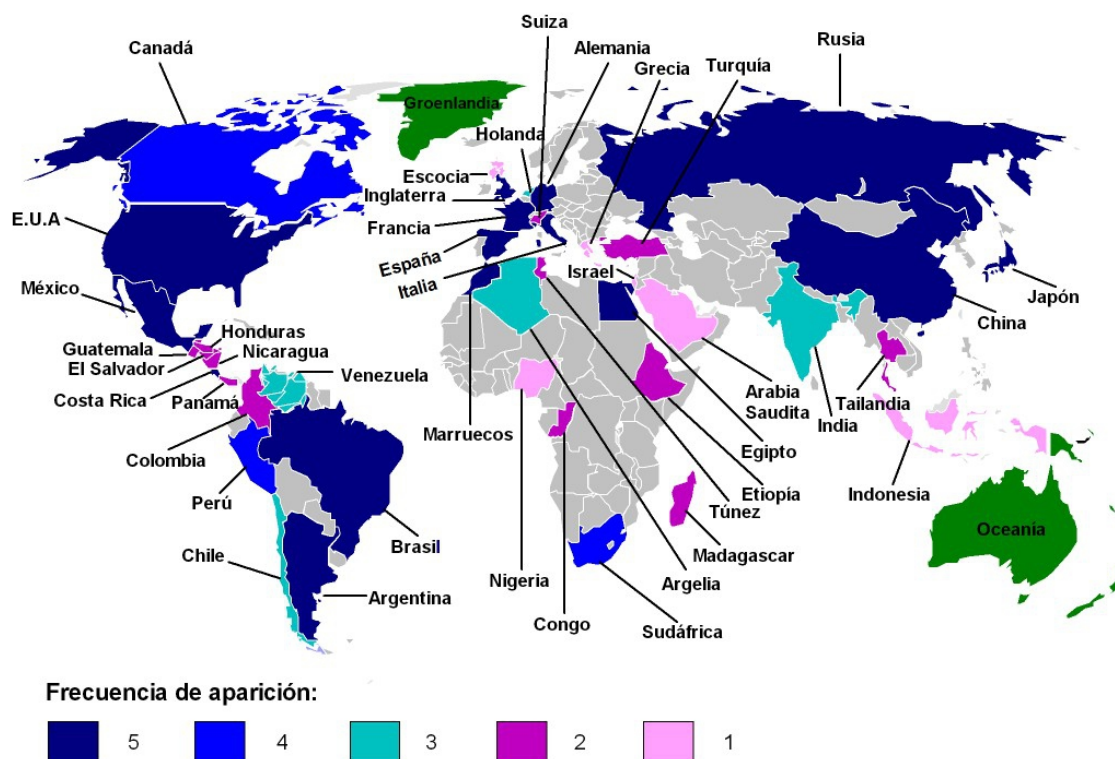 Suiza
Canadá
Alemania
Rusia
Grecia
Turquía
Groenlandia
Holanda
Escocia
Inglaterra
E.U.A
Francia
España
Italia
Israel
México
Japón
China
Honduras
Guatemala
Nicaragua
El Salvador
Venezuela
Costa Rica
Panamá
Arabia
Saudita
Tailandia
India
Marruecos
Colombia
Egipto
Perú
Etiopía
Indonesia
Túnez
Oceania
Brasil
Chile
Nigeria
Madagascar
Argelia
Argentina
Congo
Sudáfrica
Frecuencia de aparición:
5 4 3 2 1